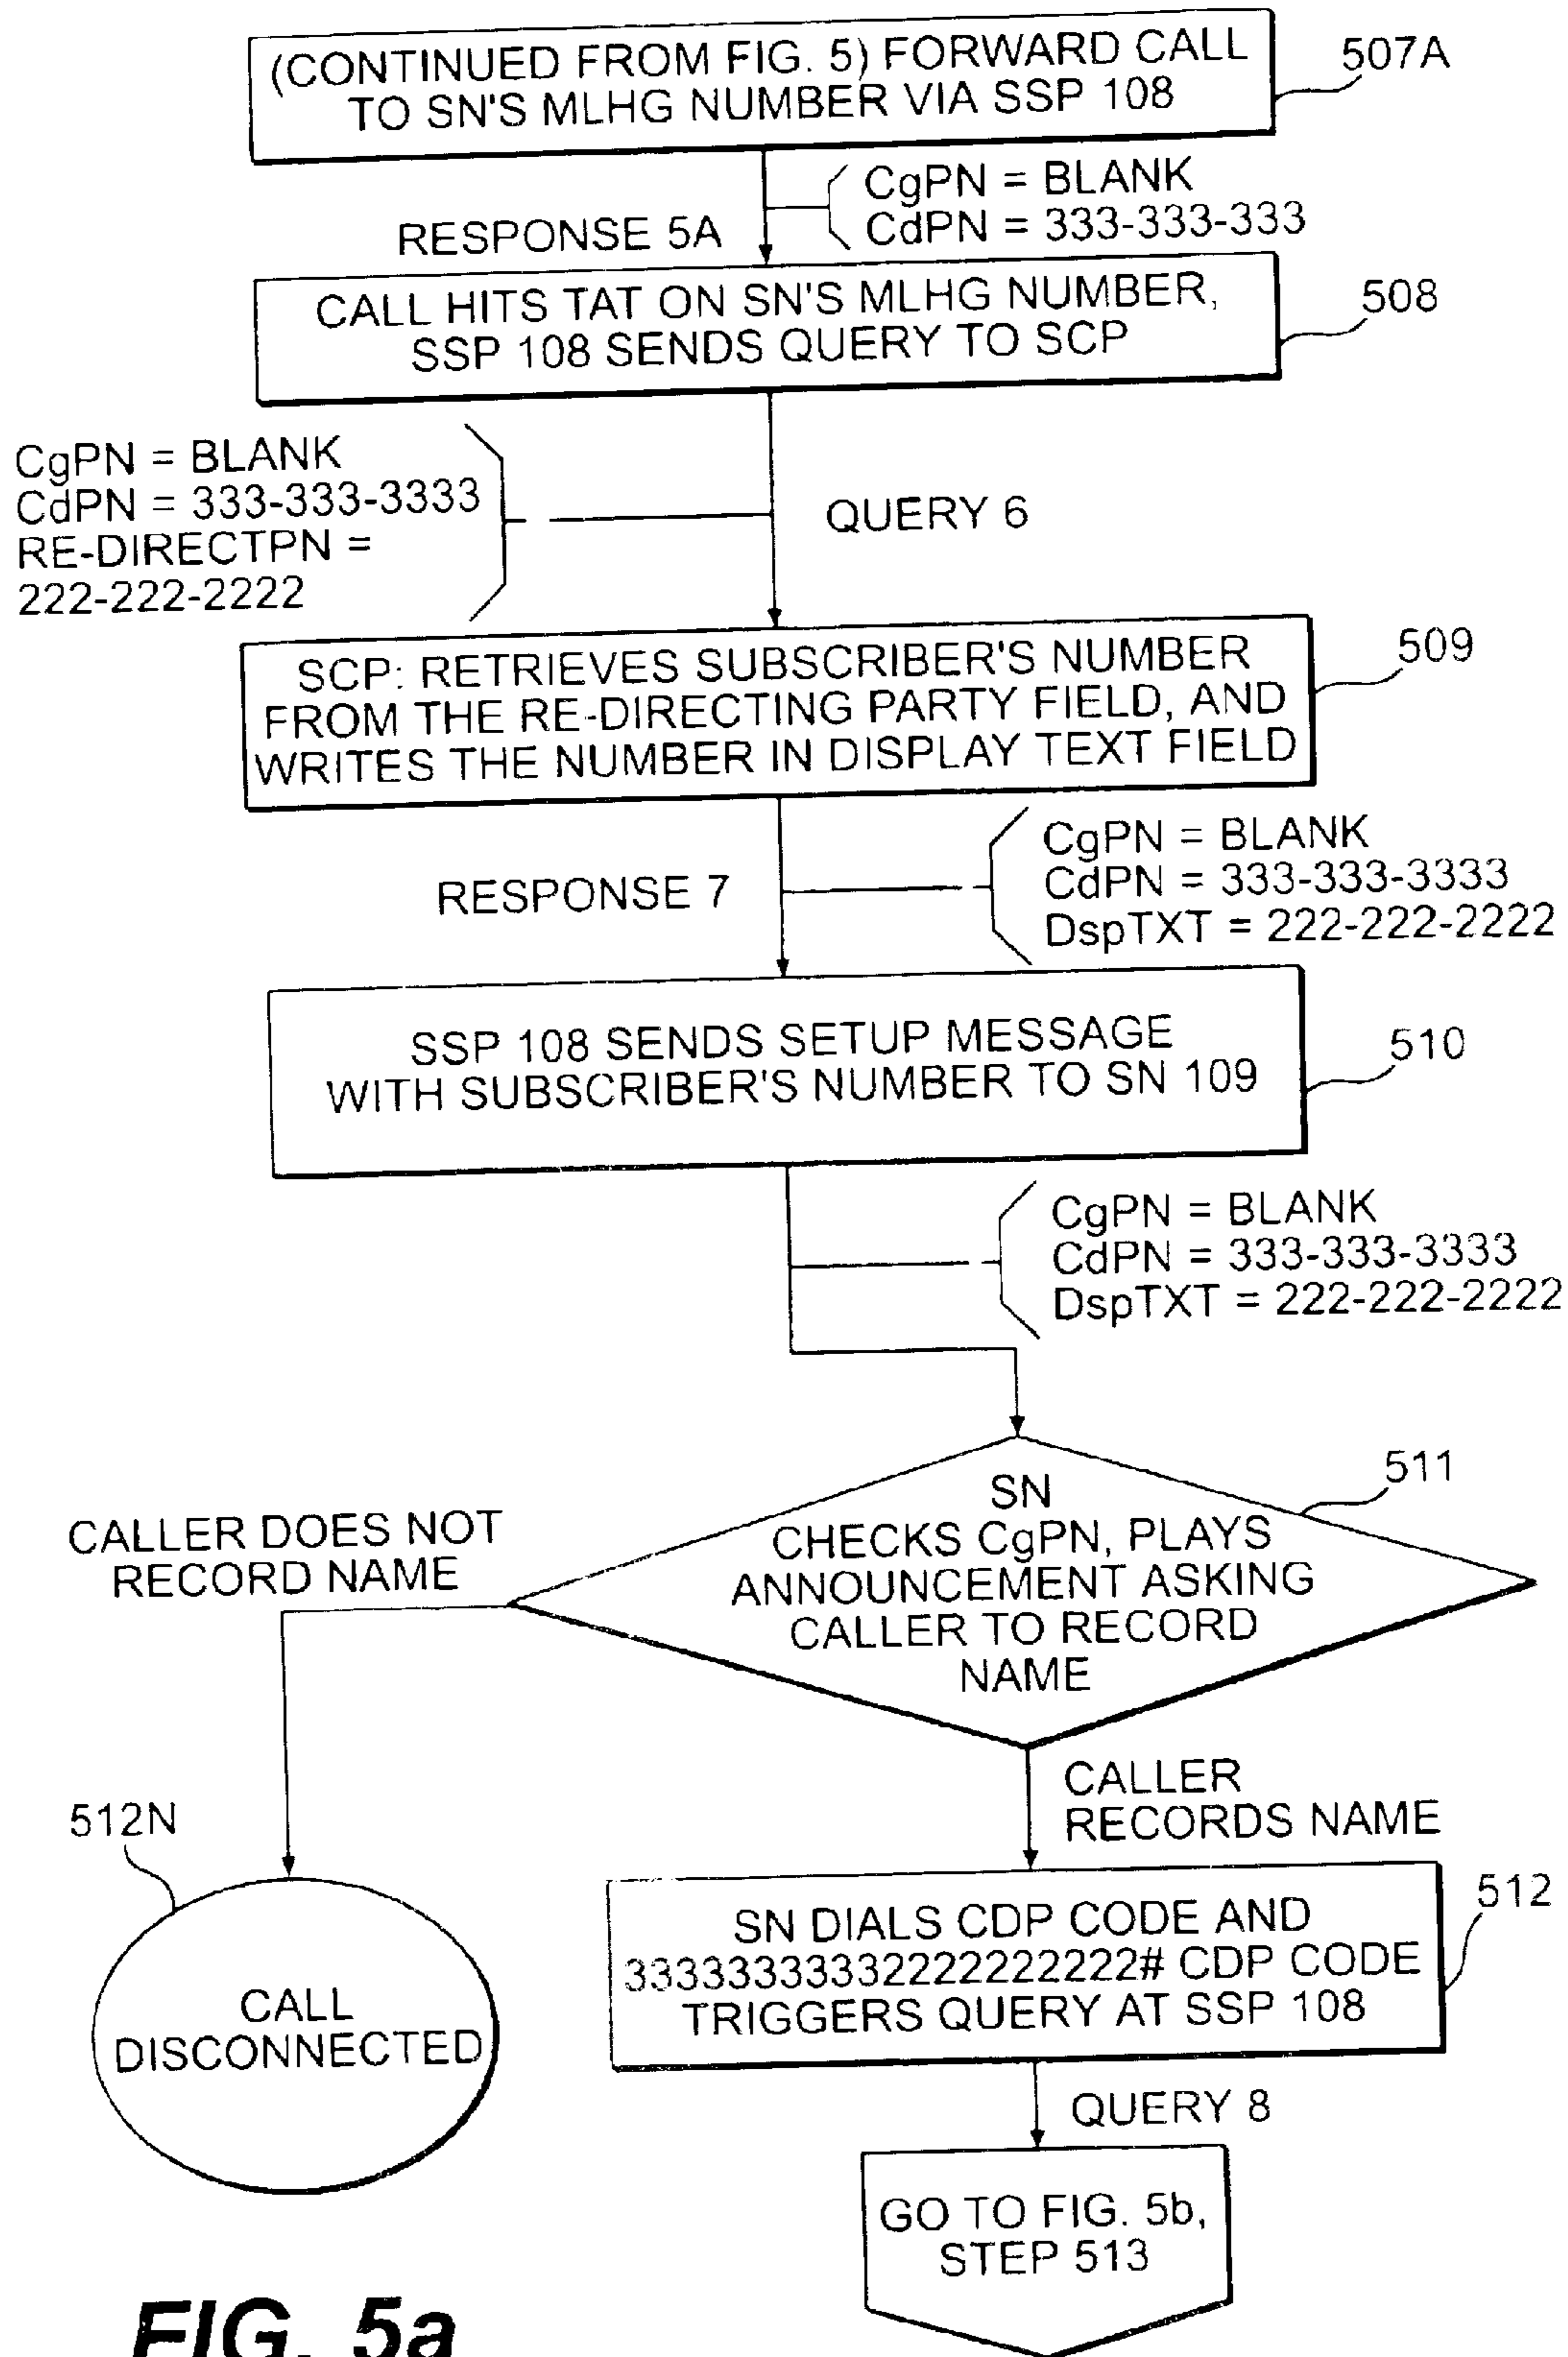 (CONTINUED FROM FIG. 5) FORWARD CALL
TO SN'S MLHG NUMBER VIA SSP 108
507A
RESPONSE 5A
CgPN = BLANK
CdPN = 333-333-333
CALL HITS TAT ON SN'S MLHG NUMBER,
SSP 108 SENDS QUERY TO SCP
508
CgPN = BLANK
CdPN = 333-333-3333
RE-DIRECTPN =
222-222-2222
QUERY 6
SCP: RETRIEVES SUBSCRIBER'S NUMBER
FROM THE RE-DIRECTING PARTY FIELD, AND
WRITES THE NUMBER IN DISPLAY TEXT FIELD
509
RESPONSE 7
CgPN = BLANK
CdPN = 333-333-3333
DspTXT = 222-222-2222
SSP 108 SENDS SETUP MESSAGE
WITH SUBSCRIBER'S NUMBER TO SN 109
510
CgPN = BLANK
CdPN = 333-333-3333
DspTXT = 222-222-2222
SN
CHECKS CgPN, PLAYS
ANNOUNCEMENT ASKING
CALLER TO RECORD
NAME
511
CALLER DOES NOT
RECORD NAME
CALLER
RECORDS NAME
512N
CALL
DISCONNECTED
SN DIALS CDP CODE AND
33333333332222222222# CDP CODE
TRIGGERS QUERY AT SSP 108
512
QUERY 8
GO TO FIG. 5b,
STEP 513
FIG. 5a